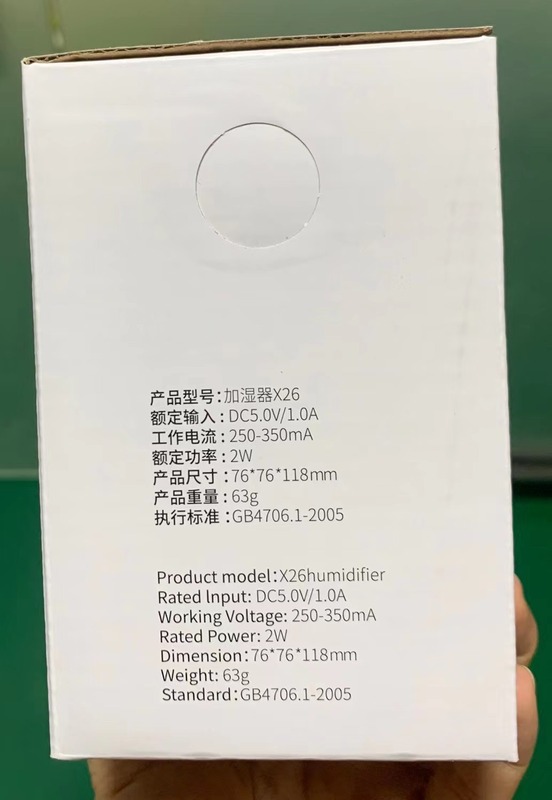 产品型号:加湿器X26
额定输入 : DC5.0V/1.0A
工作电流 : 250-350mA
额定功率 : 2W
产品尺寸 : 76*76*118mm
产品重量 : 63g
执行标准 : GB4706.1-2005
Product model:X26humidifier
Rated lnput: DC5.0V/1.0A
Working Voltage: 250-350mA
Rated Power: 2W
Dimension:76*76*118mm
Weight: 63g
Standard:GB4706.1-2005